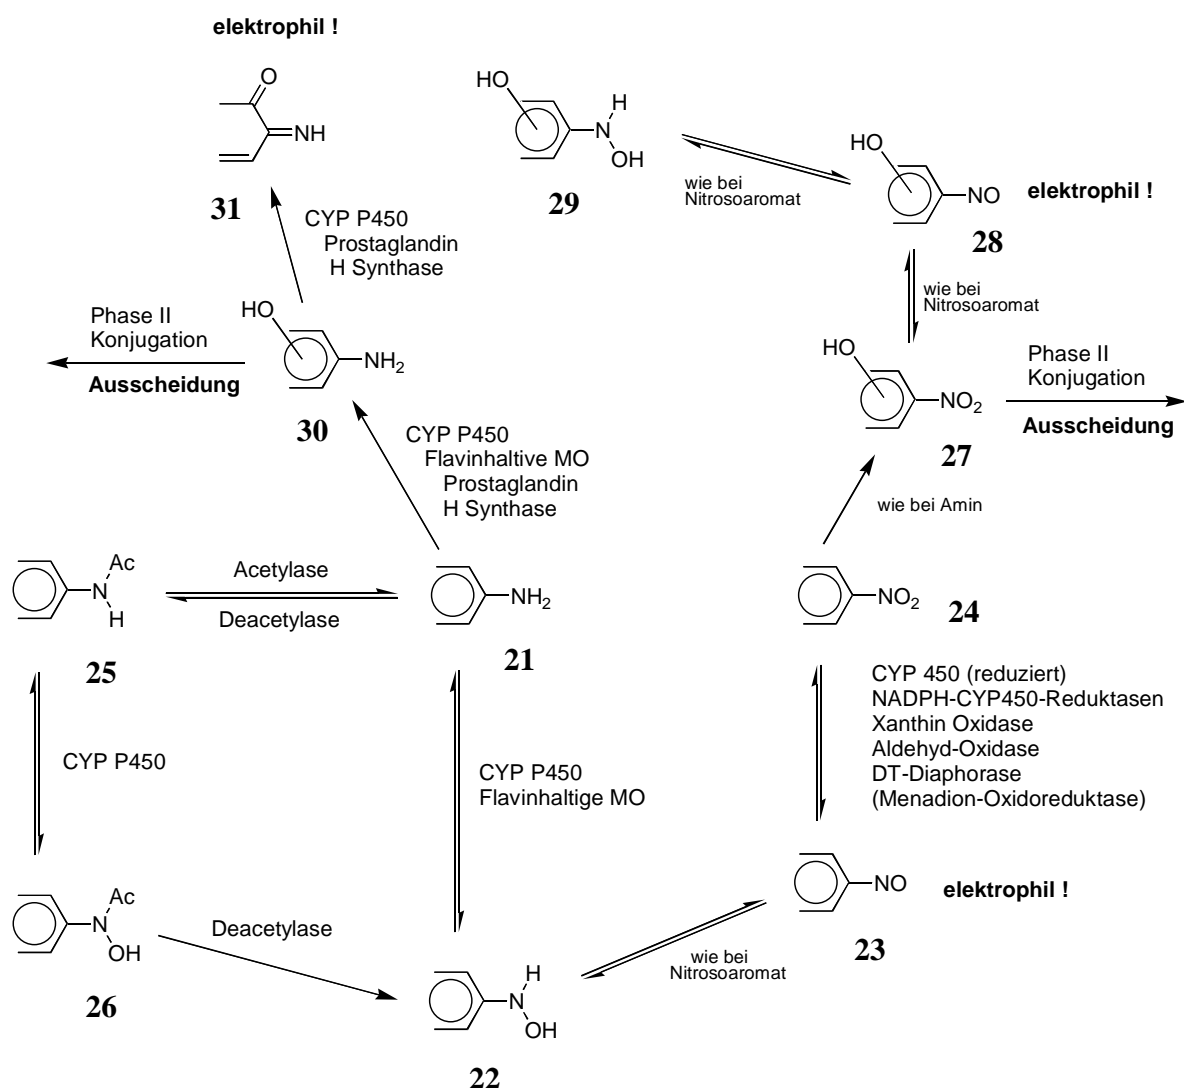 elektrophil !
O
NH
31
HO
H
N
OH
29
wie bei
Nitrosoaromat
HO
NO
elektrophil !
28
CYP P450
Prostaglandin
H Synthase
wie bei
Nitrosoaromat
Phase II
Konjugation
Ausscheidung
HO
NH2
30
HO
NO2
27
Phase II
Konjugation
Ausscheidung
CYP P450
Flavinhaltive MO
Prostaglandin
H Synthase
wie bei Amin
Ac
N
H
25
Acetylase
Deacetylase
NH2
21
NO2
24
CYP P450
CYP P450
Flavinhaltige MO
CYP 450 (reduziert)
NADPH-CYP450-Reduktasen
Xanthin Oxidase
Aldehyd-Oxidase
DT-Diaphorase
(Menadion-Oxidoreduktase)
Ac
N
OH
26
Deacetylase
NO
elektrophil !
23
wie bei
Nitrosoaromat
H
N
OH
22